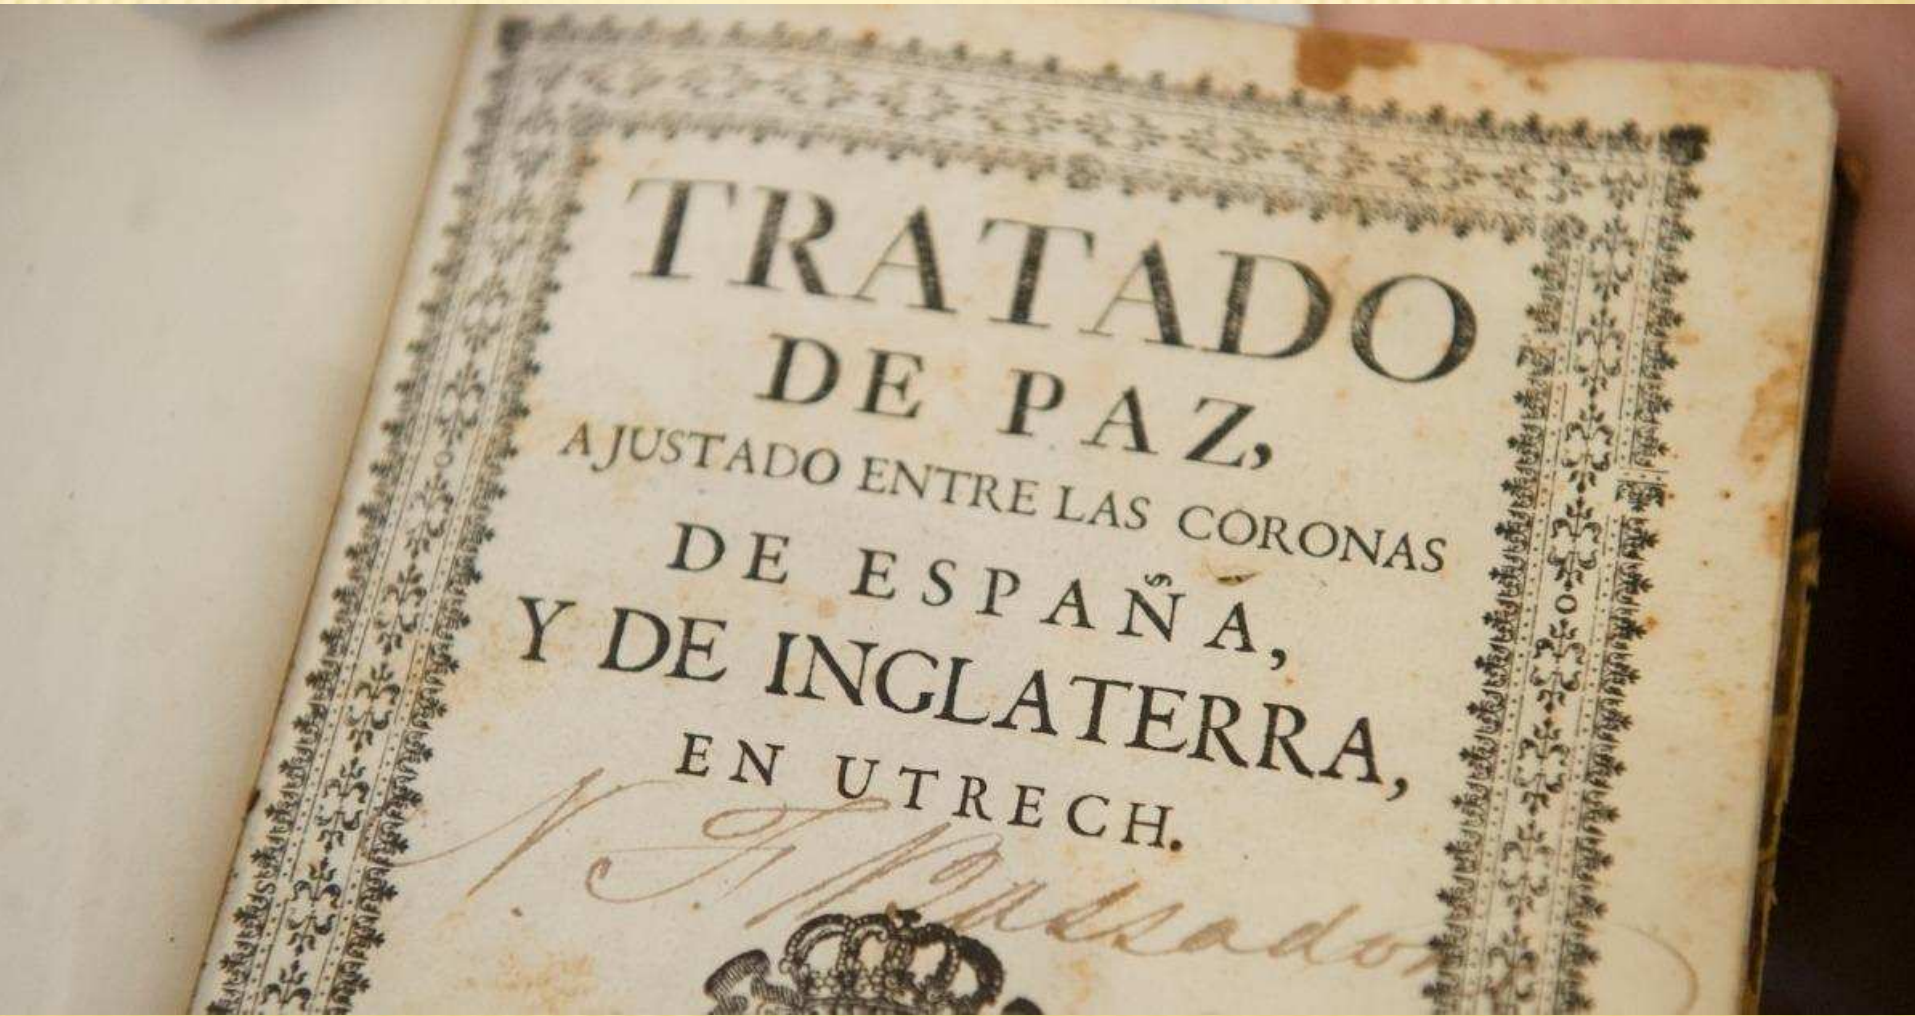 TRATADO
DE PAZ,
AJUSTADO ENTRE LAS CORONAS
DE ESPAÑA,
Y DE INGLATERRA,
EN UTRECH.
N. F.